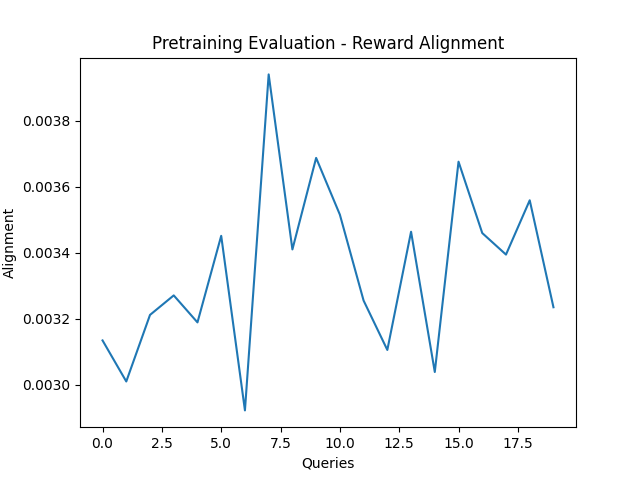 Pretraining Evaluation - Reward Alignment
0.0038
0.0036
0.0034
0.0032
0.0030
Alignment
0.0 2.5 5.0 7.5 10.0 12.5 15.0 17.5
Queries